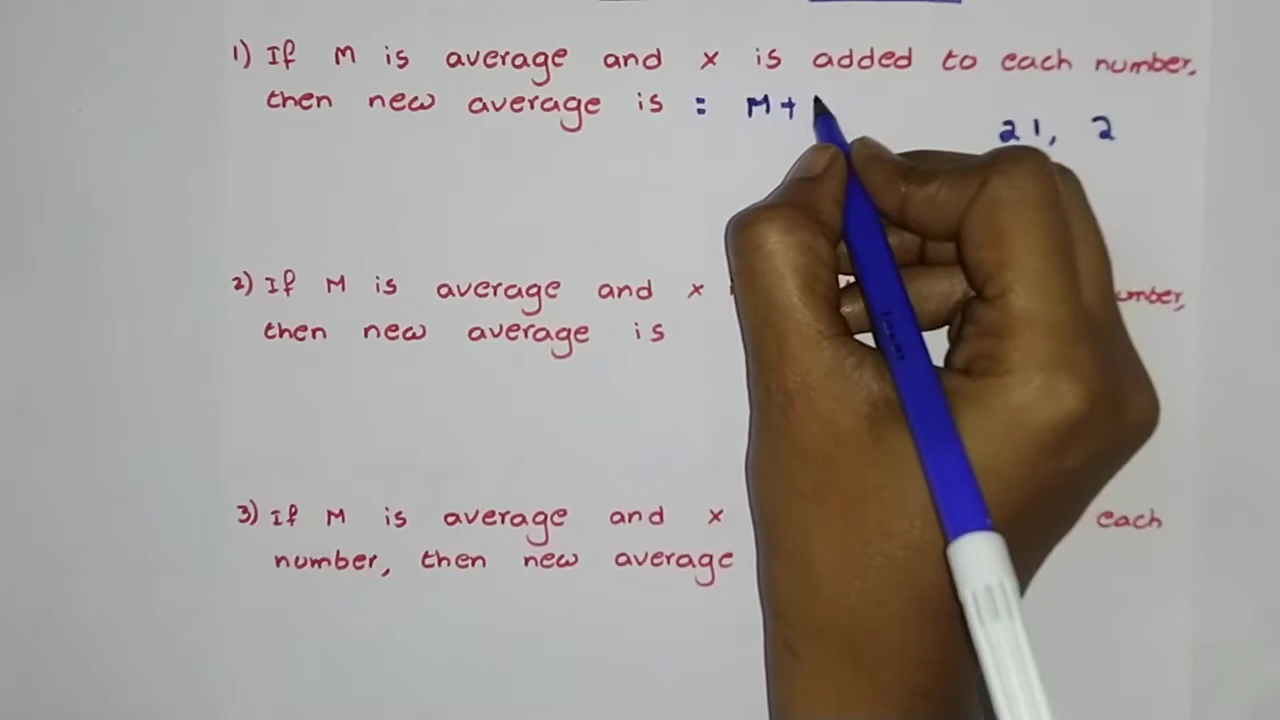 1) If M is average and x is added to each number,
then new average is : M+
21, 2
2) If M is average and x
then new average is
3) If M is average and x each
number, then new average